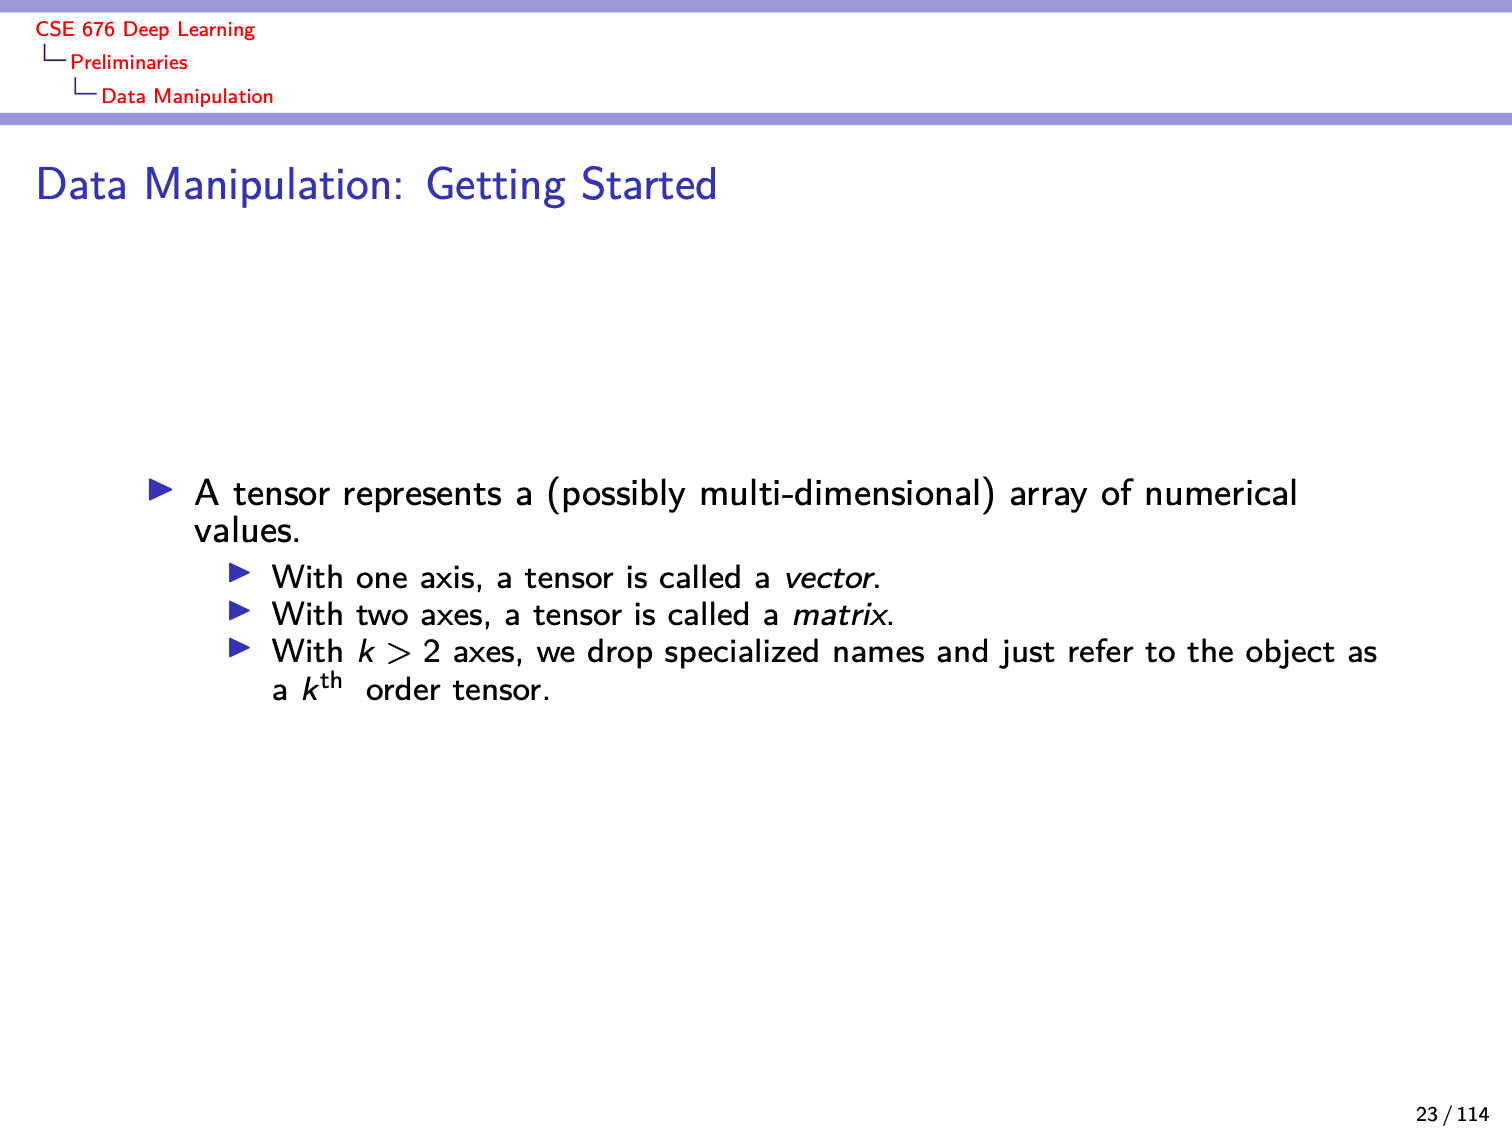 CSE 676 Deep Learning
Preliminaries
Data Manipulation
Data Manipulation: Getting Started
A tensor represents a (possibly multi-dimensional) array of numerical
values.
With one axis, a tensor is called a vector.
With two axes, a tensor is called a matrix.
With k > 2 axes, we drop specialized names and just refer to the object as
a kᵗʰ order tensor.
23 / 114